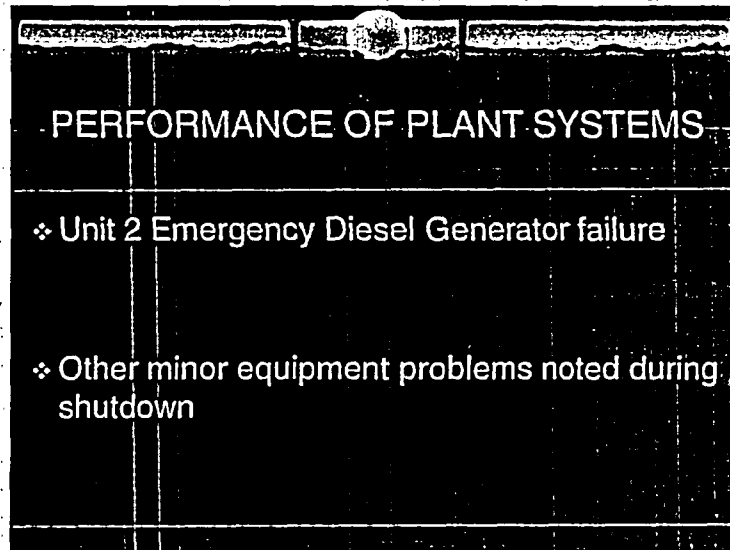 PERFORMANCE OF PLANT SYSTEMS
❖ Unit 2 Emergency Diesel Generator failure
❖ Other minor equipment problems noted during
shutdown